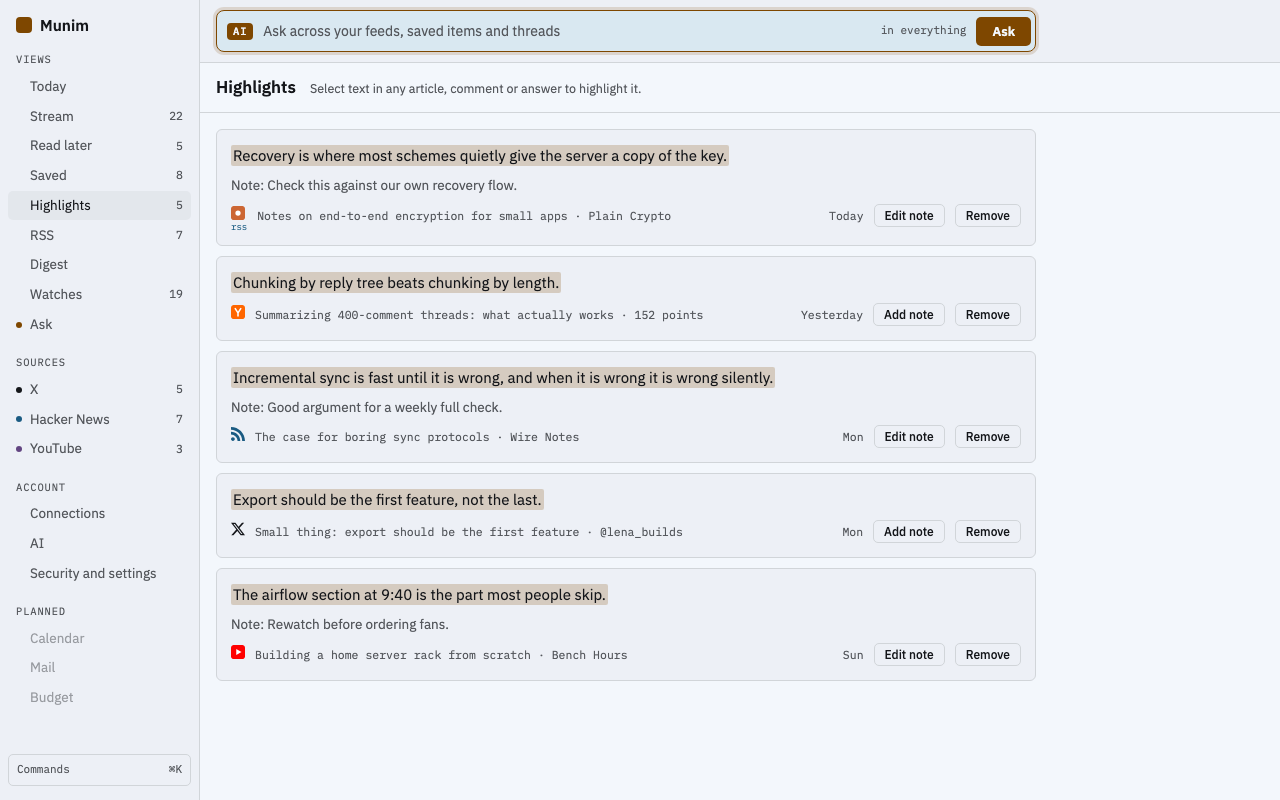 Munim
VIEWS
Today
Stream 22
Read later 5
Saved 8
Highlights 5
RSS 7
Digest
Watches 19
Ask
SOURCES
X 5
Hacker News 7
YouTube 3
ACCOUNT
Connections
AI
Security and settings
PLANNED
Calendar
Mail
Budget
Commands ⌘K
AI Ask across your feeds, saved items and threads in everything Ask
Highlights Select text in any article, comment or answer to highlight it.
Recovery is where most schemes quietly give the server a copy of the key.
Note: Check this against our own recovery flow.
rss Notes on end-to-end encryption for small apps · Plain Crypto Today Edit note Remove
Chunking by reply tree beats chunking by length.
Y Summarizing 400-comment threads: what actually works · 152 points Yesterday Add note Remove
Incremental sync is fast until it is wrong, and when it is wrong it is wrong silently.
Note: Good argument for a weekly full check.
The case for boring sync protocols · Wire Notes Mon Edit note Remove
Export should be the first feature, not the last.
X Small thing: export should be the first feature · @lena_builds Mon Add note Remove
The airflow section at 9:40 is the part most people skip.
Note: Rewatch before ordering fans.
Building a home server rack from scratch · Bench Hours Sun Edit note Remove